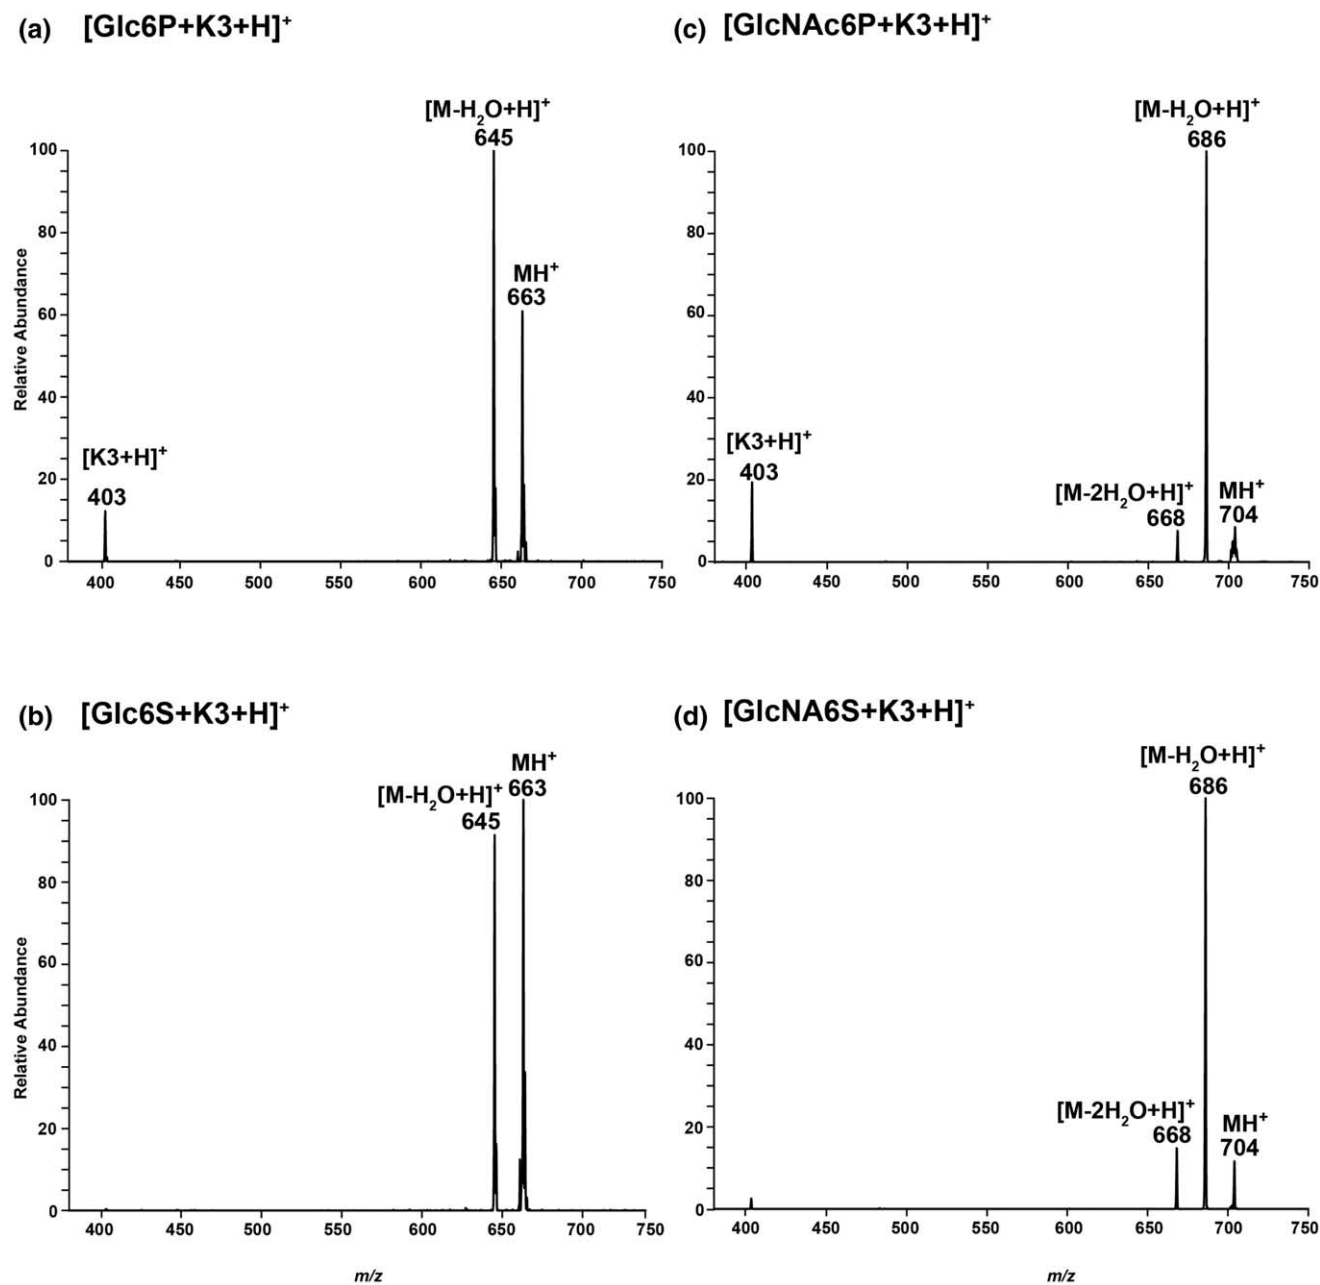 (a) [Glc6P+K3+H]⁺
[M-H₂O+H]⁺
645
MH⁺
663
[K3+H]⁺
403
Relative Abundance
100
80
60
40
20
0
400 450 500 550 600 650 700 750
(c) [GlcNAc6P+K3+H]⁺
[M-H₂O+H]⁺
686
[K3+H]⁺
403
[M-2H₂O+H]⁺
668
MH⁺
704
100
80
60
40
20
0
400 450 500 550 600 650 700 750
(b) [Glc6S+K3+H]⁺
MH⁺
663
[M-H₂O+H]⁺
645
Relative Abundance
100
80
60
40
20
0
400 450 500 550 600 650 700 750
m/z
(d) [GlcNA6S+K3+H]⁺
[M-H₂O+H]⁺
686
[M-2H₂O+H]⁺
668
MH⁺
704
100
80
60
40
20
0
400 450 500 550 600 650 700 750
m/z